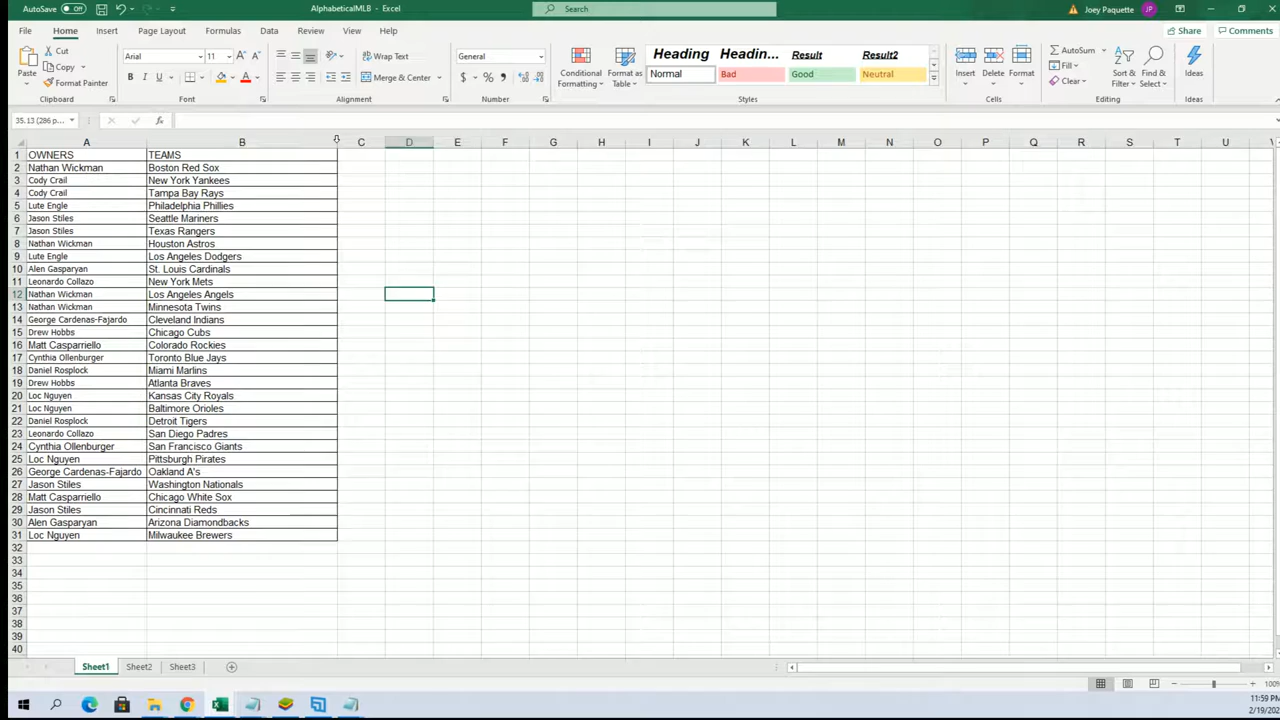 AutoSave Off AlphabeticalMLB - Excel Search Joey Paquette JP
File Home Insert Page Layout Formulas Data Review View Help Share Comments
Paste Cut Copy Format Painter Clipboard
Arial 11 A A B I U A Font
Wrap Text Merge & Center Alignment
General $ % , Number
Conditional Formatting Format as Table
Heading Headin... Result Result2
Normal Bad Good Neutral
Styles
Insert Delete Format Cells
AutoSum Fill Clear Sort & Filter Find & Select Editing
Ideas Ideas
35.13 (286 p... fx
A B C D E F G H I J K L M N O P Q R S T U
1 OWNERS TEAMS
2 Nathan Wickman Boston Red Sox
3 Cody Crail New York Yankees
4 Cody Crail Tampa Bay Rays
5 Lute Engle Philadelphia Phillies
6 Jason Stiles Seattle Mariners
7 Jason Stiles Texas Rangers
8 Nathan Wickman Houston Astros
9 Lute Engle Los Angeles Dodgers
10 Alen Gasparyan St. Louis Cardinals
11 Leonardo Collazo New York Mets
12 Nathan Wickman Los Angeles Angels
13 Nathan Wickman Minnesota Twins
14 George Cardenas-Fajardo Cleveland Indians
15 Drew Hobbs Chicago Cubs
16 Matt Casparriello Colorado Rockies
17 Cynthia Ollenburger Toronto Blue Jays
18 Daniel Rosplock Miami Marlins
19 Drew Hobbs Atlanta Braves
20 Loc Nguyen Kansas City Royals
21 Loc Nguyen Baltimore Orioles
22 Daniel Rosplock Detroit Tigers
23 Leonardo Collazo San Diego Padres
24 Cynthia Ollenburger San Francisco Giants
25 Loc Nguyen Pittsburgh Pirates
26 George Cardenas-Fajardo Oakland A's
27 Jason Stiles Washington Nationals
28 Matt Casparriello Chicago White Sox
29 Jason Stiles Cincinnati Reds
30 Alen Gasparyan Arizona Diamondbacks
31 Loc Nguyen Milwaukee Brewers
32
33
34
35
36
37
38
39
40
Sheet1 Sheet2 Sheet3
100%
11:59 PM
2/19/202